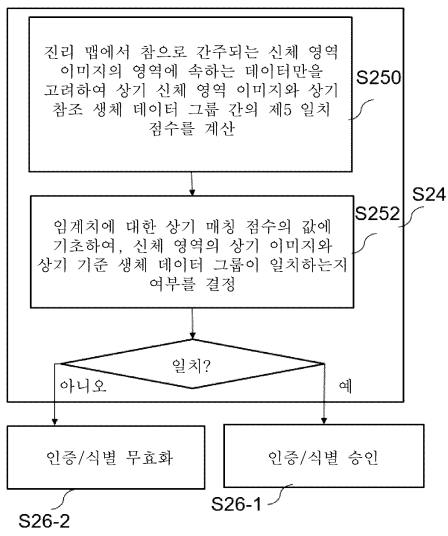 진리 맵에서 참으로 간주되는 신체 영역
이미지의 영역에 속하는 데이터만을
고려하여 상기 신체 영역 이미지와 상기
참조 생체 데이터 그룹 간의 제5 일치
점수를 계산
S250
임계치에 대한 상기 매칭 점수의 값에
기초하여, 신체 영역의 상기 이미지와
상기 기준 생체 데이터 그룹이 일치하는지
여부를 결정
S252
S24
일치?
아니오
예
인증/식별 무효화
인증/식별 승인
S26-2
S26-1